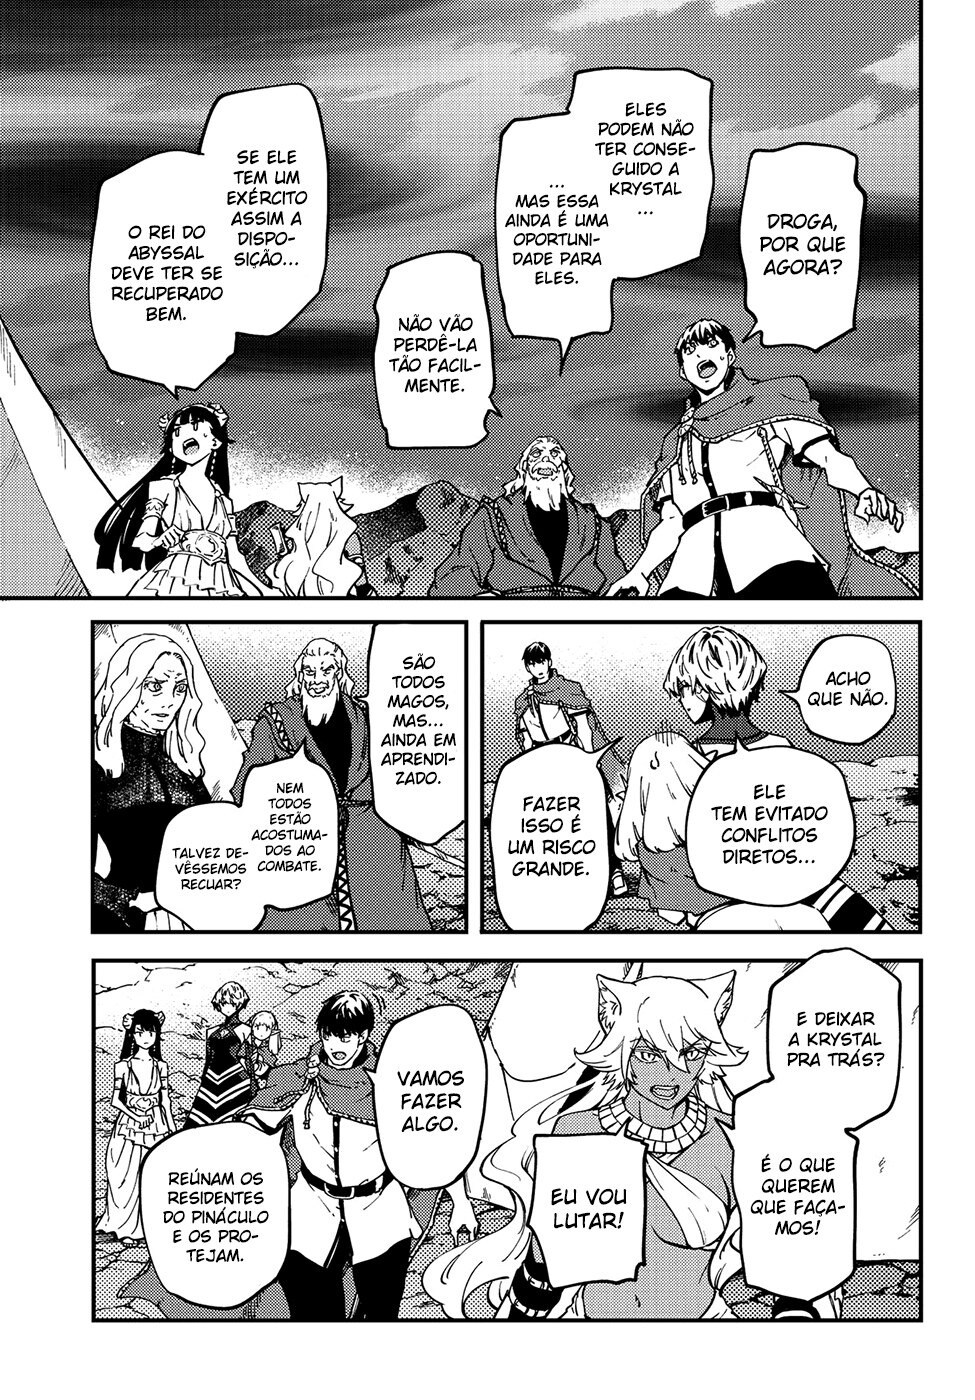 DROGA,
POR QUE
AGORA?
ELES
PODEM NÃO
TER CONSE-
GUIDO A
KRYSTAL
...
...
MAS ESSA
AINDA É UMA
OPORTUNI-
DADE PARA
ELES.
NÃO VÃO
PERDÊ-LA
TÃO FACIL-
MENTE.
SE ELE
TEM UM
EXÉRCITO
ASSIM A
DISPO-
SIÇÃO...
O REI DO
ABYSSAL
DEVE TER SE
RECUPERADO
BEM.
ACHO
QUE NÃO.
ELE
TEM EVITADO
CONFLITOS
DIRETOS...
FAZER
ISSO É
UM RISCO
GRANDE.
SÃO
TODOS
MAGOS,
MAS...
AINDA EM
APRENDI-
ZADO.
NEM
TODOS
ESTÃO
ACOSTUMA-
DOS AO
COMBATE.
TALVEZ DE-
VÊSSEMOS
RECUAR?
E DEIXAR
A KRYSTAL
PRA TRÁS?
É O QUE
QUEREM
QUE FAÇA-
MOS!
EU VOU
LUTAR!
VAMOS
FAZER
ALGO.
REÚNAM OS
RESIDENTES
DO PINÁCULO
E OS PRO-
TEJAM.